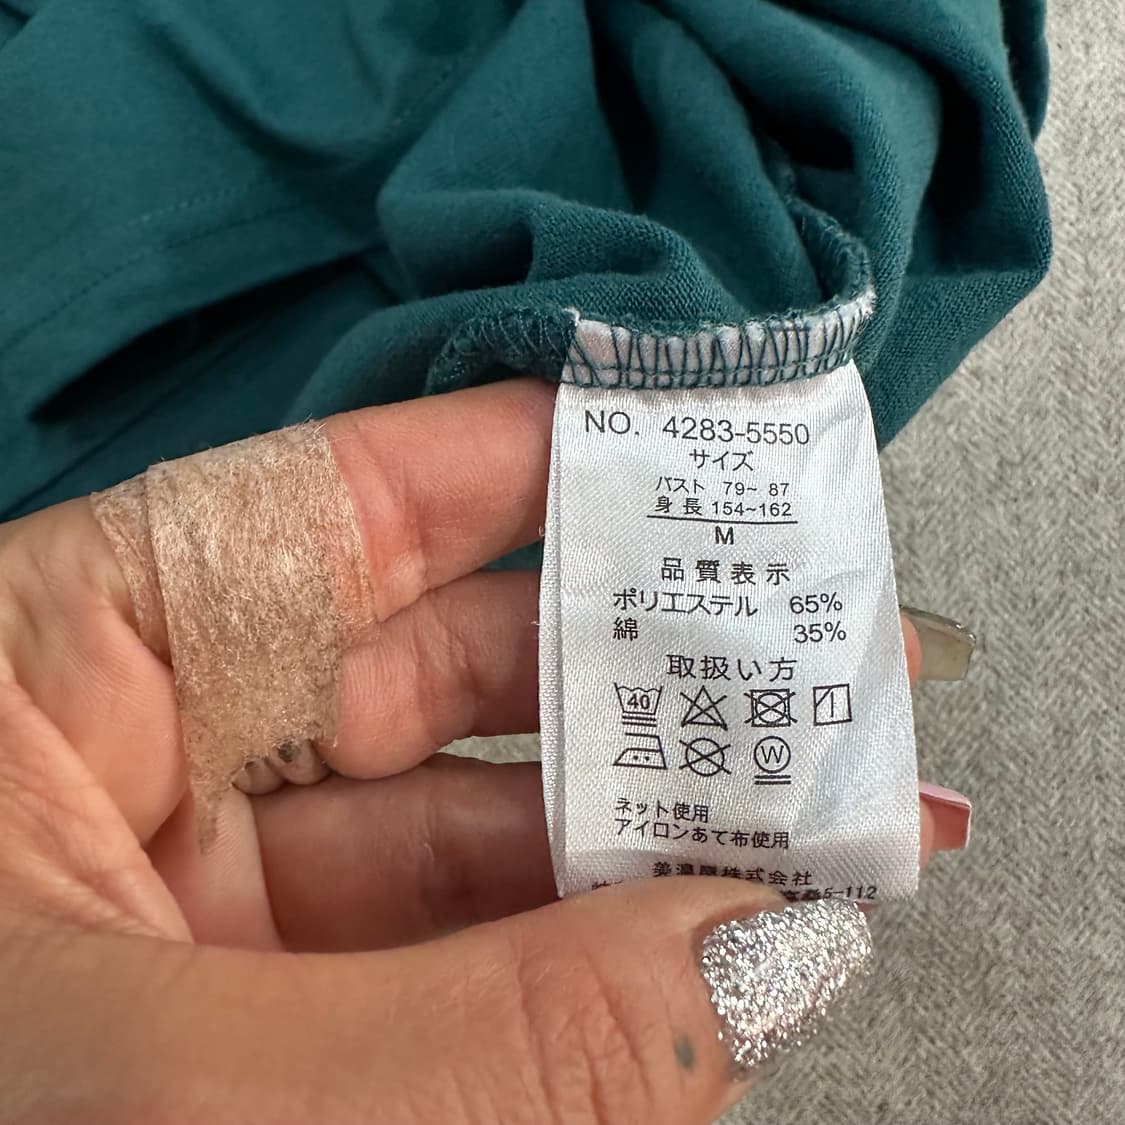 NO. 4283-5550
サイズ
バスト 79~ 87
身長 154~162
M
品質表示
ポリエステル 65%
綿 35%
取扱い方
40
W
ネット使用
アイロンあて布使用
美濃屋株式会社
5-112